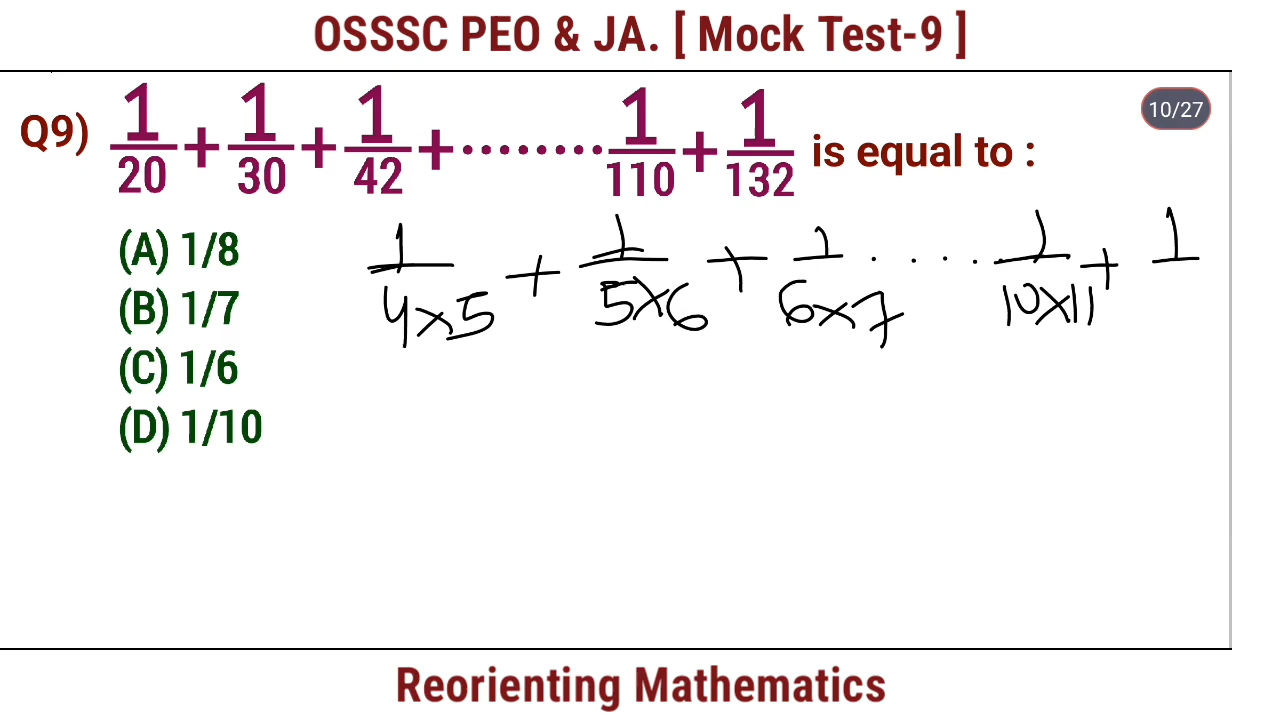 OSSSC PEO & JA. [ Mock Test-9 ]
10/27
Q9) 1/20 + 1/30 + 1/42 + ........ 1/110 + 1/132 is equal to :
(A) 1/8
(B) 1/7
(C) 1/6
(D) 1/10
1/4×5 + 1/5×6 + 1/6×7 .... 1/10×11 + 1
Reorienting Mathematics